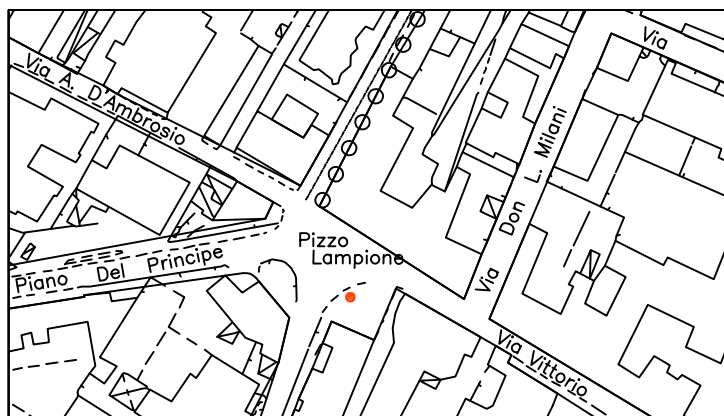 Via
Via A. D'Ambrosio
Via Don L. Milani
Pizzo
Lampione
Piano Del Principe
Via Vittorio